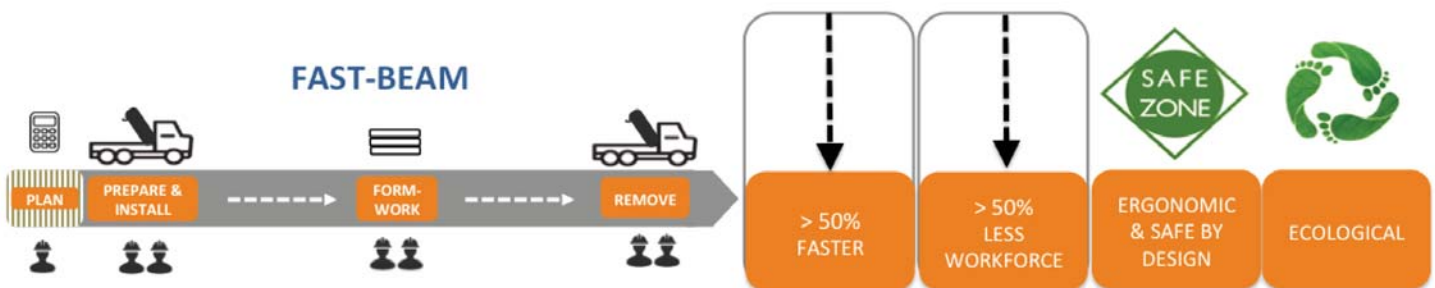 FAST-BEAM
PLAN
PREPARE &
INSTALL
FORM-
WORK
REMOVE
> 50%
FASTER
> 50%
LESS
WORKFORCE
SAFE
ZONE
ERGONOMIC
& SAFE BY
DESIGN
ECOLOGICAL